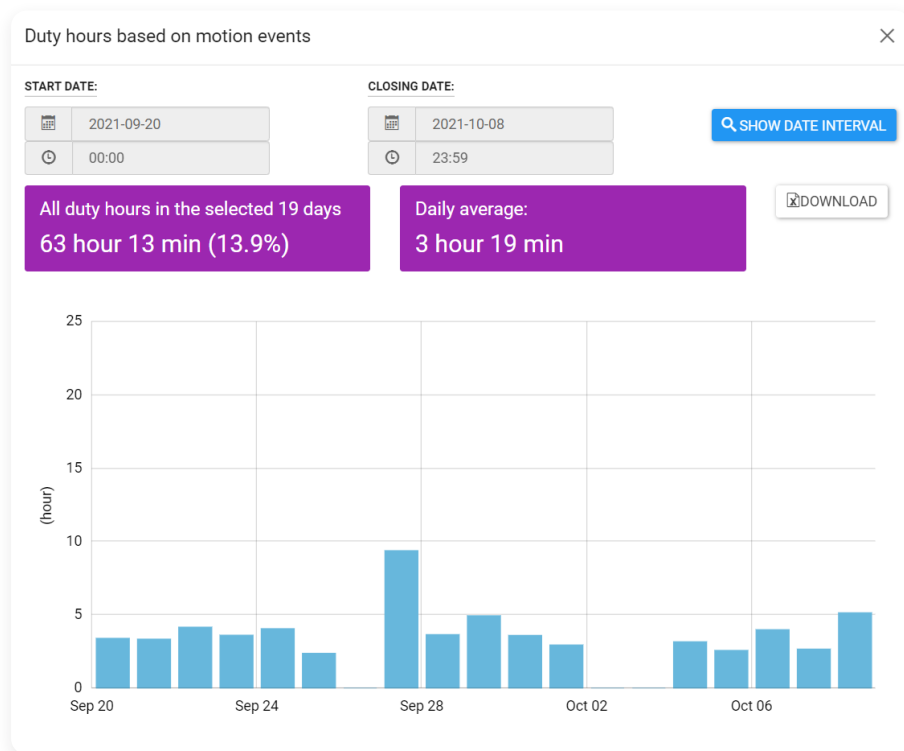 Duty hours based on motion events
START DATE:
CLOSING DATE:
2021-09-20
2021-10-08
SHOW DATE INTERVAL
00:00
23:59
All duty hours in the selected 19 days
63 hour 13 min (13.9%)
Daily average:
3 hour 19 min
DOWNLOAD
25
20
15
(hour)
10
5
0
Sep 20
Sep 24
Sep 28
Oct 02
Oct 06